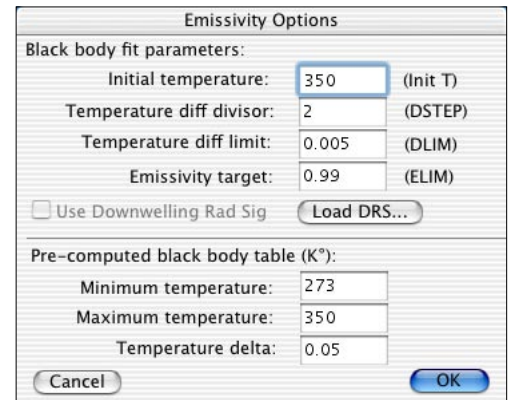 Emissivity Options
Black body fit parameters:
Initial temperature: 350 (Init T)
Temperature diff divisor: 2 (DSTEP)
Temperature diff limit: 0.005 (DLIM)
Emissivity target: 0.99 (ELIM)
Use Downwelling Rad Sig Load DRS...
Pre-computed black body table (K°):
Minimum temperature: 273
Maximum temperature: 350
Temperature delta: 0.05
Cancel OK